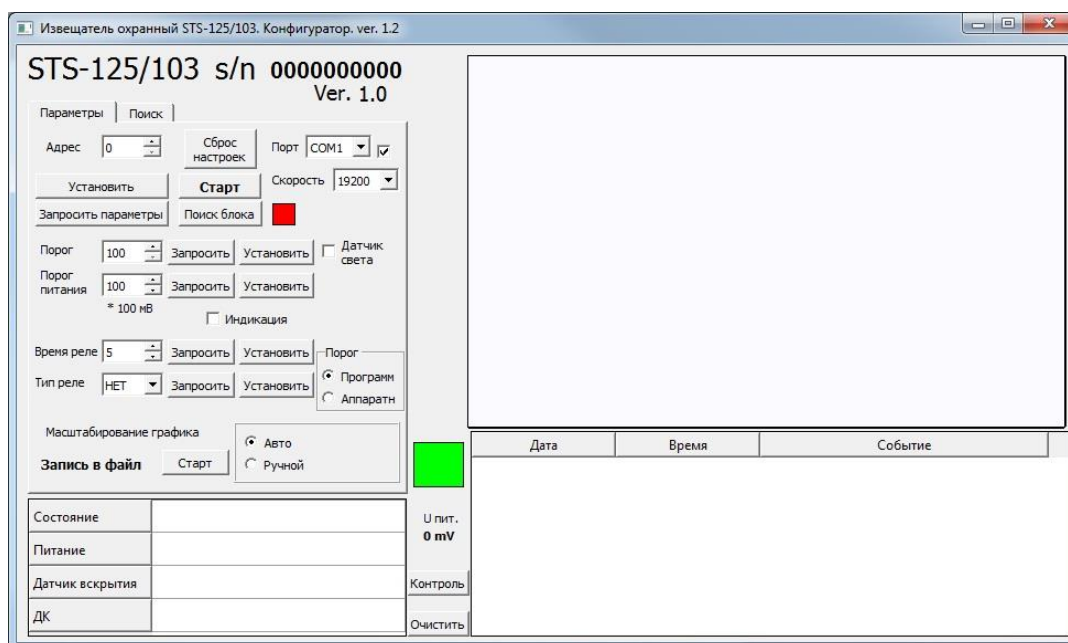 Извещатель охранный STS-125/103. Конфигуратор. ver. 1.2
STS-125/103 s/n 0000000000
Ver. 1.0
Параметры Поиск
Адрес 0 Сброс настроек Порт COM1
Установить Старт Скорость 19200
Запросить параметры Поиск блока
Порог 100 Запросить Установить Датчик света
Порог питания 100 Запросить Установить
* 100 мВ
Индикация
Время реле 5 Запросить Установить Порог
Тип реле НЕТ Запросить Установить Программ
Аппаратн
Масштабирование графика Авто
Запись в файл Старт Ручной
Дата Время Событие
Состояние
U пит.
0 mV
Питание
Датчик вскрытия
Контроль
ДК
Очистить